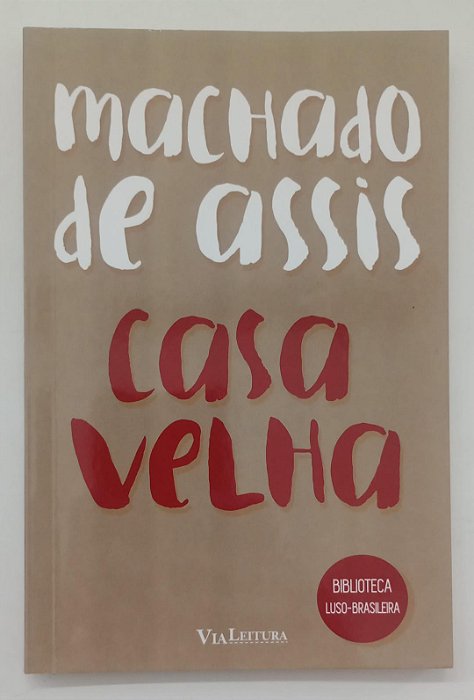 machado
de assis
casa
velha
BIBLIOTECA
LUSO-BRASILEIRA
VIA LEITURA